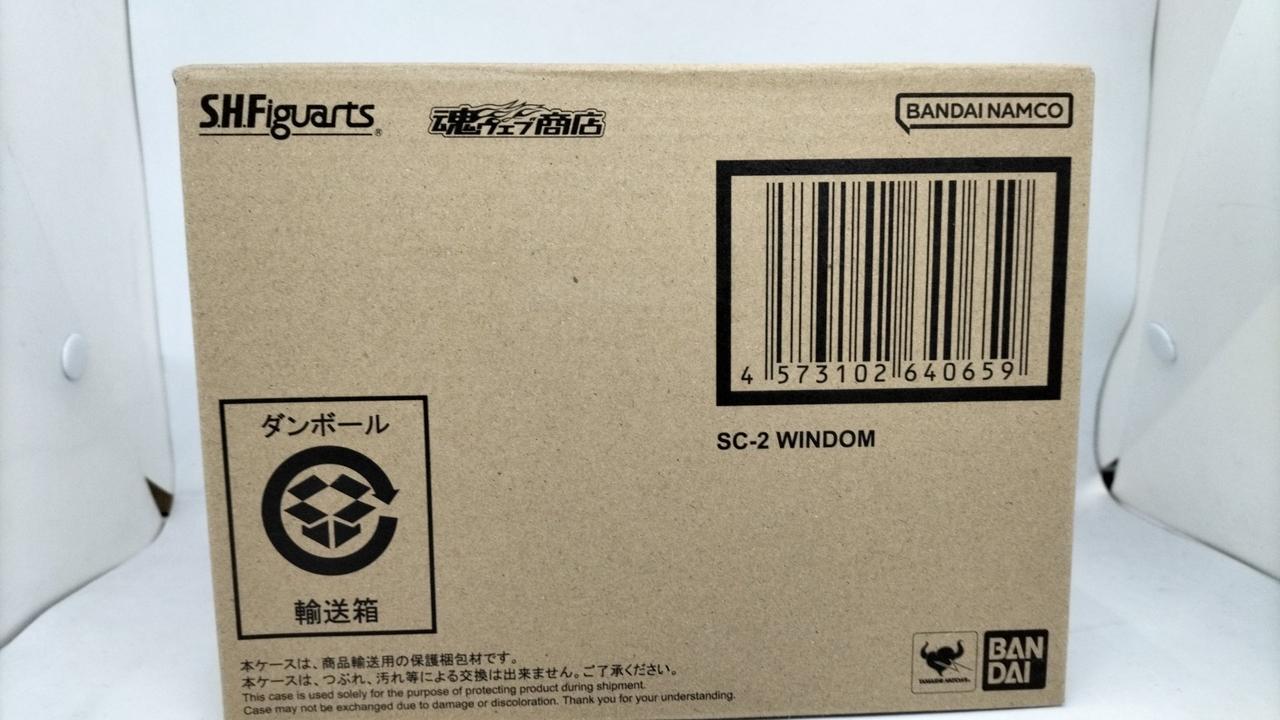 S.H.Figuarts®
魂ウェブ商店
BANDAI NAMCO
4 573102 640659
SC-2 WINDOM
ダンボール
輸送箱
本ケースは、商品輸送用の保護梱包材です。
本ケースは、つぶれ、汚れ等による交換は出来ません。ご了承ください。
This case is used solely for the purpose of protecting product during shipment.
Case may not be exchanged due to damage or discoloration. Thank you for your understanding.
TAMASHII NATIONS
BAN
DAI